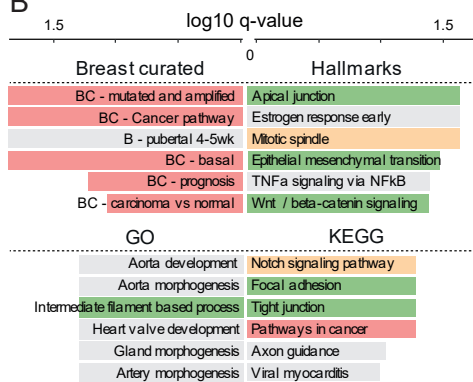 B
log10 q-value
1.5
1.5
0
Breast curated
Hallmarks
BC - mutated and amplified
Apical junction
BC - Cancer pathway
Estrogen response early
B - pubertal 4-5wk
Mitotic spindle
BC - basal
Epithelial mesenchymal transition
BC - prognosis
TNFa signaling via NFkB
BC - carcinoma vs normal
Wnt / beta-catenin signaling
GO
KEGG
Aorta development
Notch signaling pathway
Aorta morphogenesis
Focal adhesion
Intermediate filament based process
Tight junction
Heart valve development
Pathways in cancer
Gland morphogenesis
Axon guidance
Artery morphogenesis
Viral myocarditis